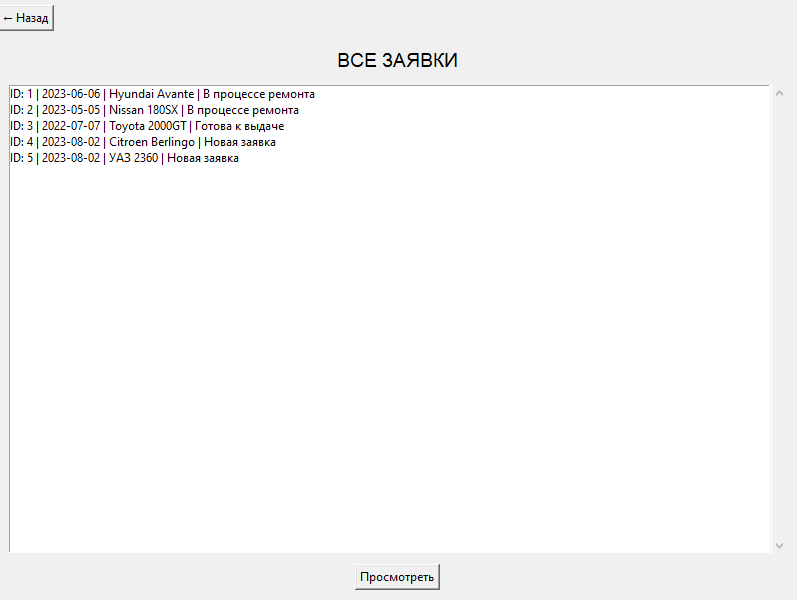 ← Назад
ВСЕ ЗАЯВКИ
ID: 1 | 2023-06-06 | Hyundai Avante | В процессе ремонта
ID: 2 | 2023-05-05 | Nissan 180SX | В процессе ремонта
ID: 3 | 2022-07-07 | Toyota 2000GT | Готова к выдаче
ID: 4 | 2023-08-02 | Citroen Berlingo | Новая заявка
ID: 5 | 2023-08-02 | УАЗ 2360 | Новая заявка
Просмотреть